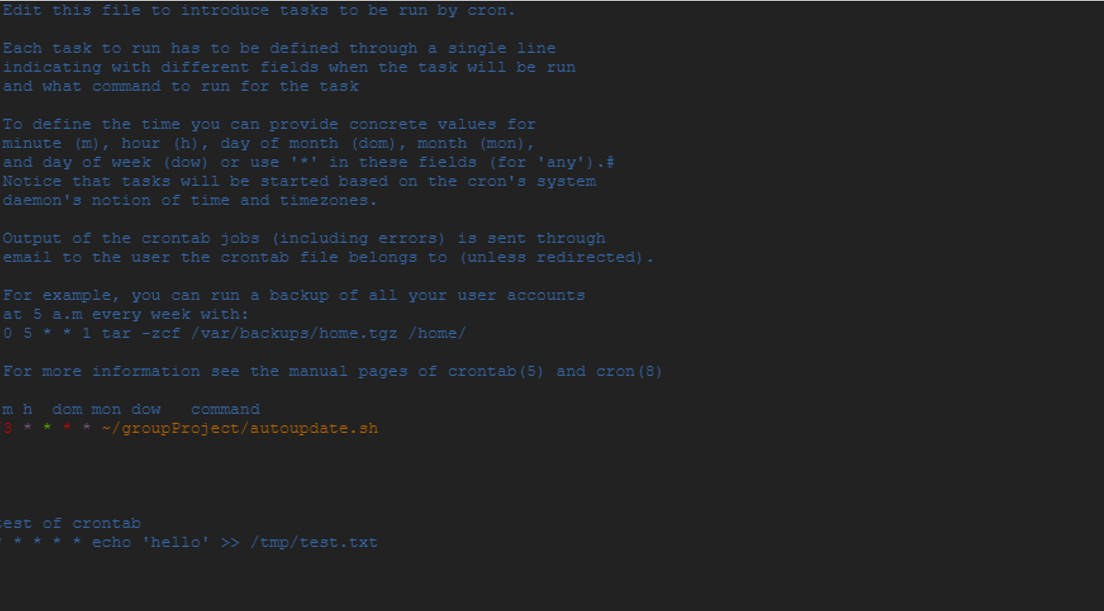 Edit this file to introduce tasks to be run by cron.
Each task to run has to be defined through a single line
indicating with different fields when the task will be run
and what command to run for the task
To define the time you can provide concrete values for
minute (m), hour (h), day of month (dom), month (mon),
and day of week (dow) or use '*' in these fields (for 'any').#
Notice that tasks will be started based on the cron's system
daemon's notion of time and timezones.
Output of the crontab jobs (including errors) is sent through
email to the user the crontab file belongs to (unless redirected).
For example, you can run a backup of all your user accounts
at 5 a.m every week with:
0 5 * * 1 tar -zcf /var/backups/home.tgz /home/
For more information see the manual pages of crontab(5) and cron(8)
m h  dom mon dow   command
3 * * * * ~/groupProject/autoupdate.sh
test of crontab
* * * * * echo 'hello' >> /tmp/test.txt